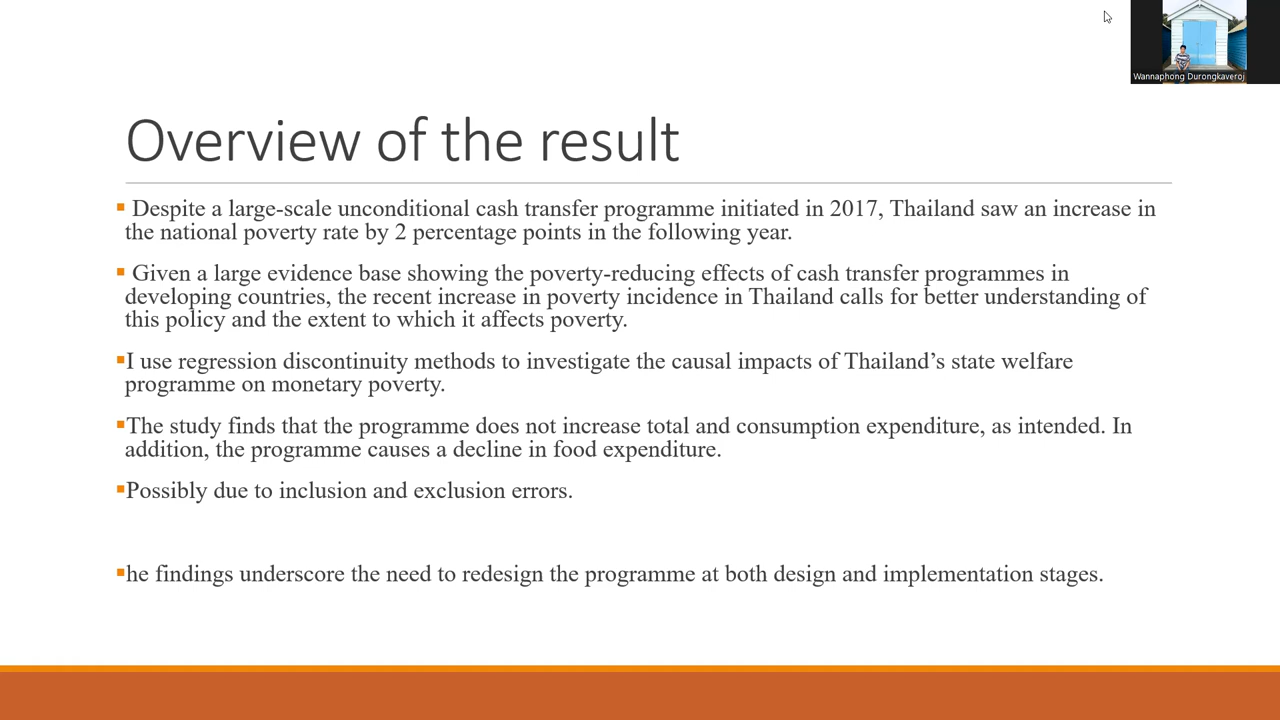 Wannaphong Durongkaveroj
Overview of the result
Despite a large-scale unconditional cash transfer programme initiated in 2017, Thailand saw an increase in
the national poverty rate by 2 percentage points in the following year.
Given a large evidence base showing the poverty-reducing effects of cash transfer programmes in
developing countries, the recent increase in poverty incidence in Thailand calls for better understanding of
this policy and the extent to which it affects poverty.
I use regression discontinuity methods to investigate the causal impacts of Thailand’s state welfare
programme on monetary poverty.
The study finds that the programme does not increase total and consumption expenditure, as intended. In
addition, the programme causes a decline in food expenditure.
Possibly due to inclusion and exclusion errors.
he findings underscore the need to redesign the programme at both design and implementation stages.